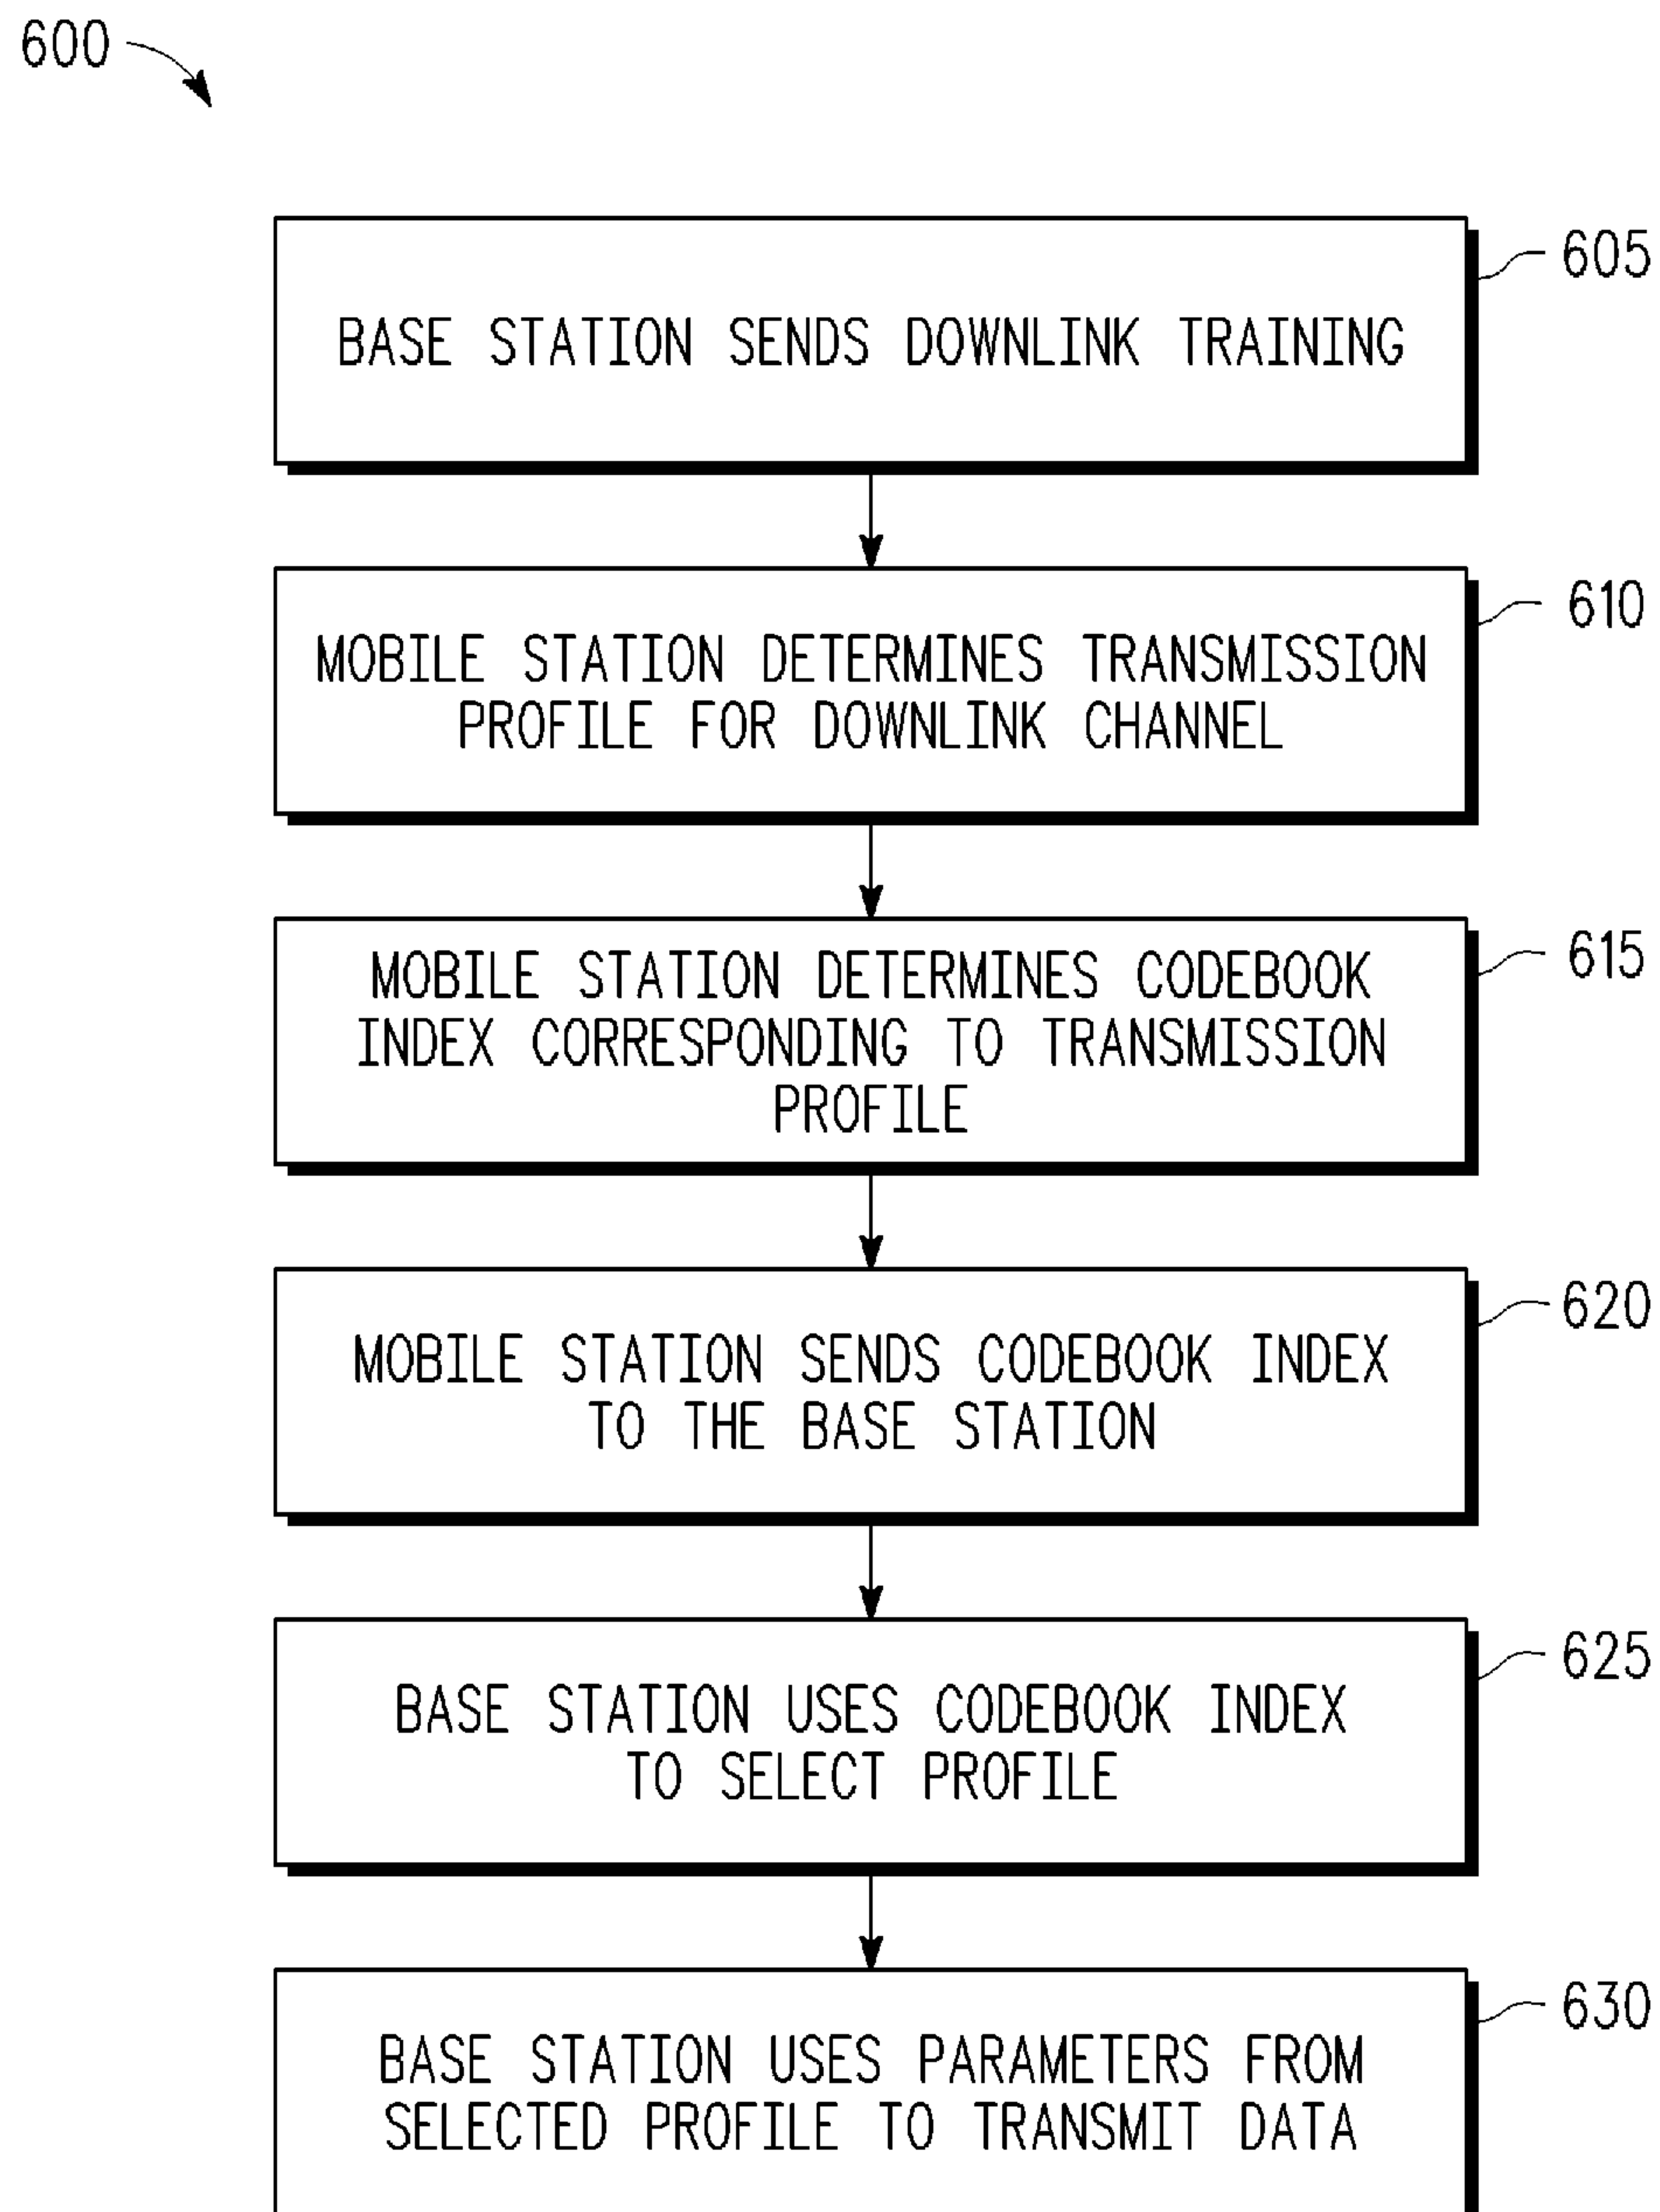 600
BASE STATION SENDS DOWNLINK TRAINING
605
MOBILE STATION DETERMINES TRANSMISSION
PROFILE FOR DOWNLINK CHANNEL
610
MOBILE STATION DETERMINES CODEBOOK
INDEX CORRESPONDING TO TRANSMISSION
PROFILE
615
MOBILE STATION SENDS CODEBOOK INDEX
TO THE BASE STATION
620
BASE STATION USES CODEBOOK INDEX
TO SELECT PROFILE
625
BASE STATION USES PARAMETERS FROM
SELECTED PROFILE TO TRANSMIT DATA
630